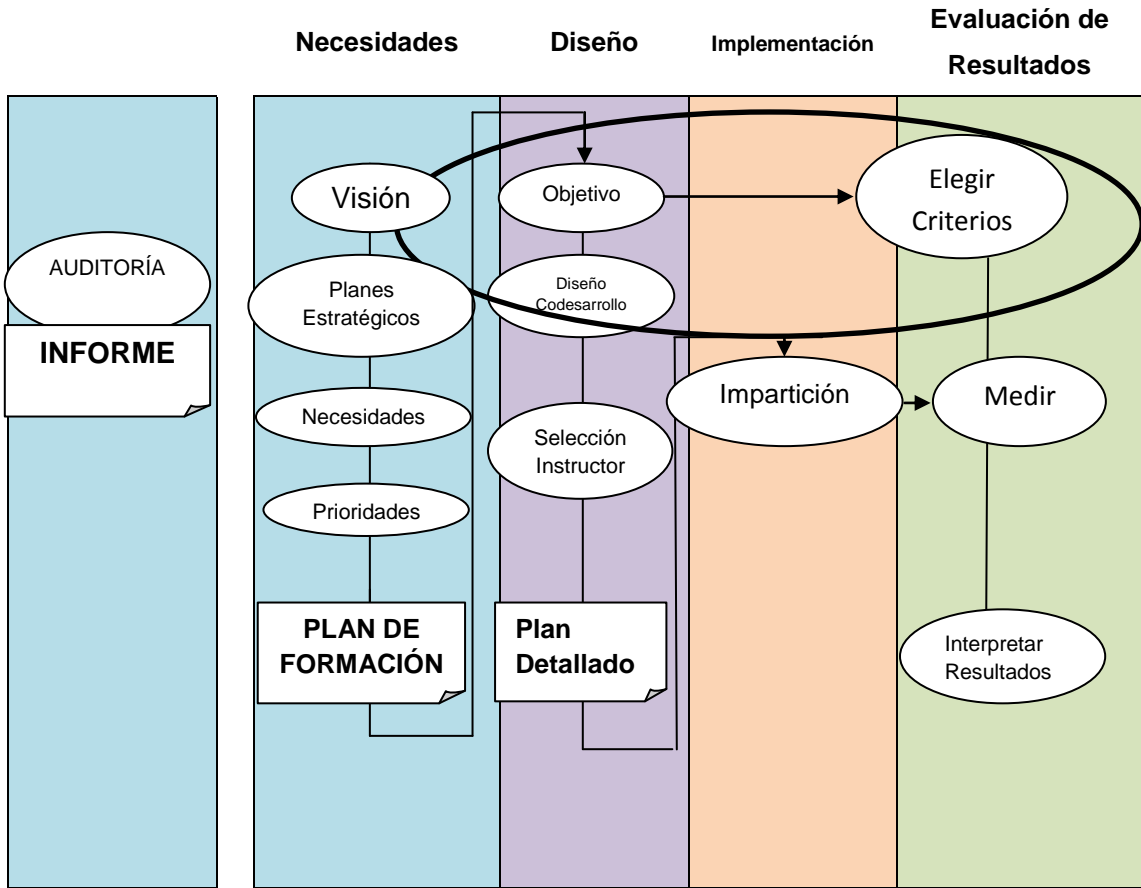 Necesidades
Diseño
Implementación
Evaluación de
Resultados
AUDITORÍA
INFORME
Visión
Planes
Estratégicos
Necesidades
Prioridades
PLAN DE
FORMACIÓN
Objetivo
Diseño
Codesarrollo
Selección
Instructor
Plan
Detallado
Impartición
Elegir
Criterios
Medir
Interpretar
Resultados